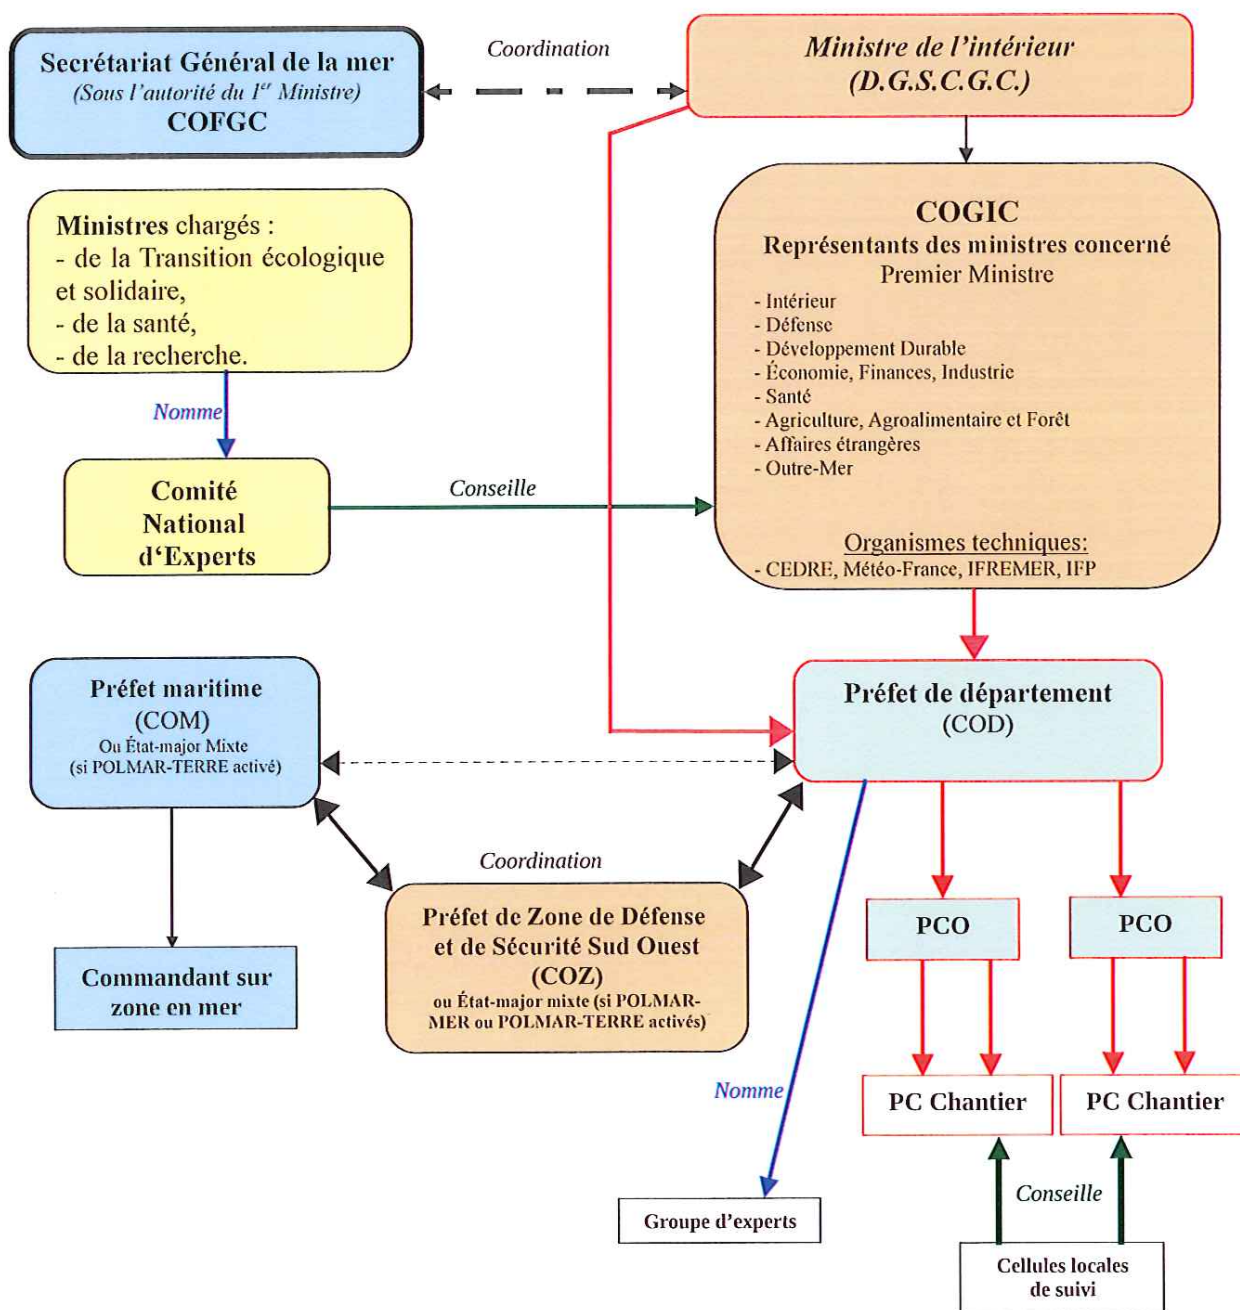 Secrétariat Général de la mer
(Sous l'autorité du 1er Ministre)
COFGC
Coordination
Ministre de l'intérieur
(D.G.S.C.G.C.)
Ministres chargés :
- de la Transition écologique
et solidaire,
- de la santé,
- de la recherche.
COGIC
Représentants des ministres concerné
Premier Ministre
- Intérieur
- Défense
- Développement Durable
- Économie, Finances, Industrie
- Santé
- Agriculture, Agroalimentaire et Forêt
- Affaires étrangères
- Outre-Mer
Organismes techniques:
- CEDRE, Météo-France, IFREMER, IFP
Nomme
Comité
National
d'Experts
Conseille
Préfet maritime
(COM)
Ou État-major Mixte
(si POLMAR-TERRE activé)
Préfet de département
(COD)
Coordination
Préfet de Zone de Défense
et de Sécurité Sud Ouest
(COZ)
ou État-major mixte (si POLMAR-
MER ou POLMAR-TERRE activés)
Commandant sur
zone en mer
PCO
PCO
Nomme
PC Chantier
PC Chantier
Conseille
Groupe d'experts
Cellules locales
de suivi